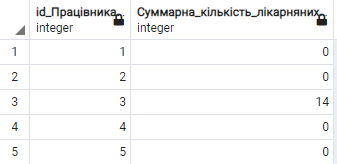 id_Працівника Суммарна_кількість_лікарняних
integer integer
1 1 0
2 2 0
3 3 14
4 4 0
5 5 0